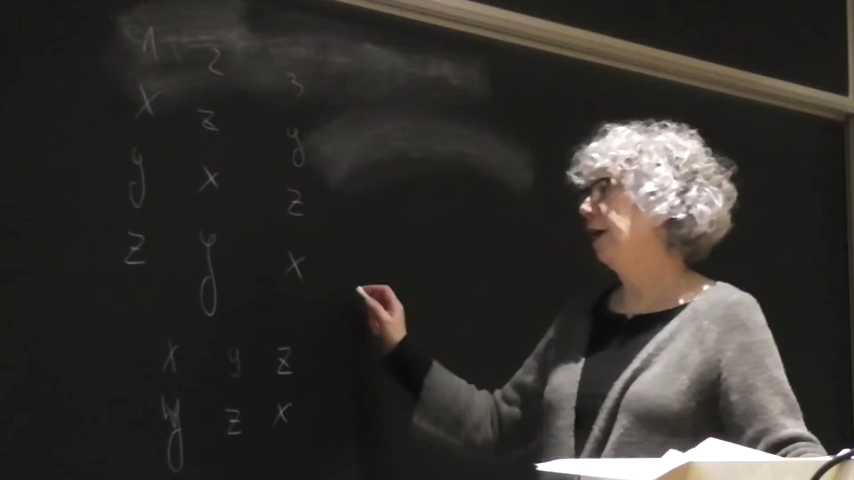 1 2 3
x z y
y x z
z y x
x y z
y z x